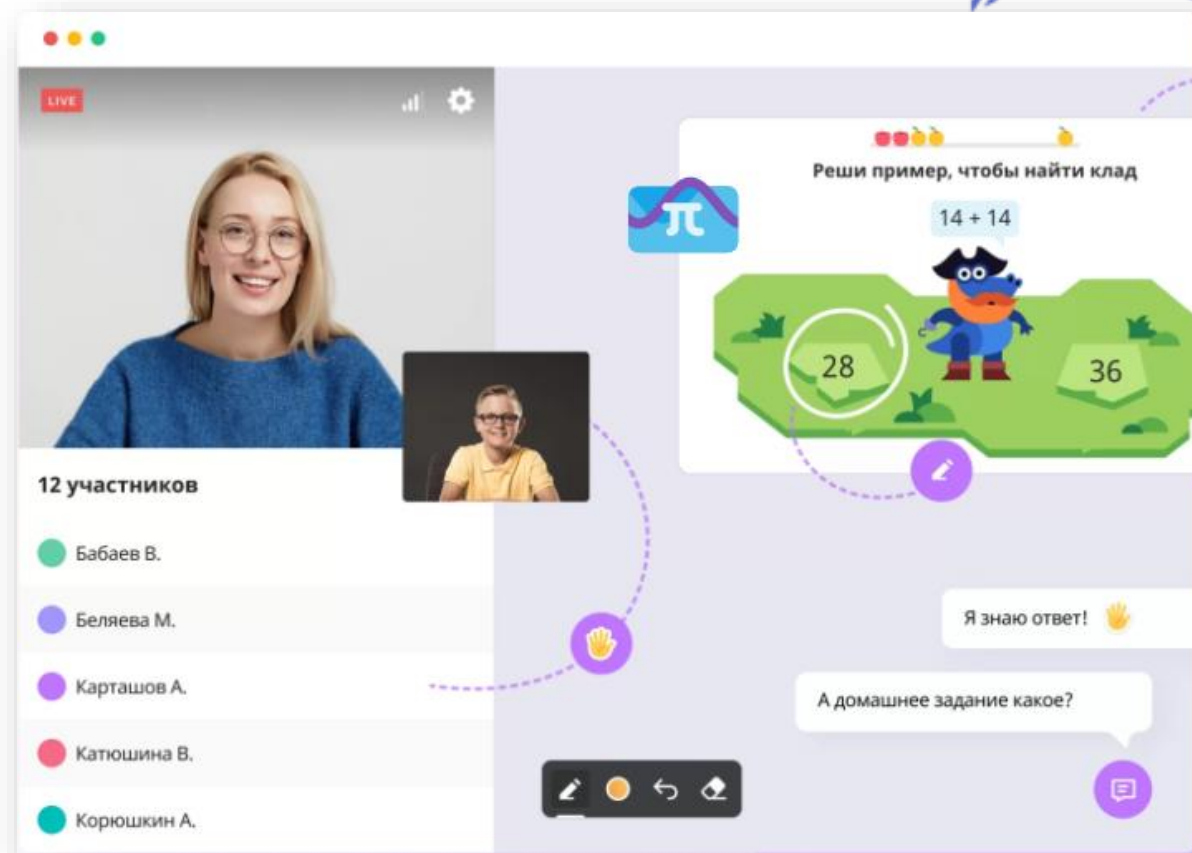 LIVE
12 участников
Бабаев В.
Беляева М.
Карташов А.
Катюшина В.
Корюшкин А.
π
Реши пример, чтобы найти клад
14 + 14
28
36
Я знаю ответ!
А домашнее задание какое?